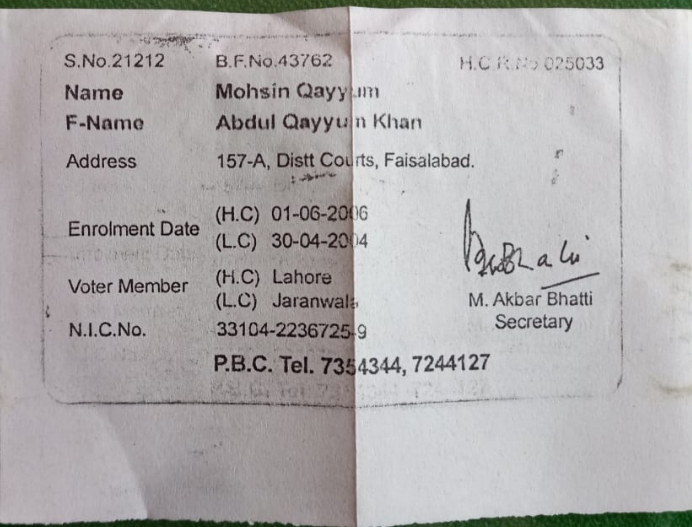 S.No.21212 B.F.No.43762 H.C.R.No 025033
Name Mohsin Qayyum
F-Name Abdul Qayyum Khan
Address 157-A, Distt Courts, Faisalabad.
Enrolment Date (H.C) 01-06-2006
(L.C) 30-04-2004
Voter Member (H.C) Lahore
(L.C) Jaranwala
N.I.C.No. 33104-2236725-9
M. Akbar Bhatti
Secretary
P.B.C. Tel. 7354344, 7244127